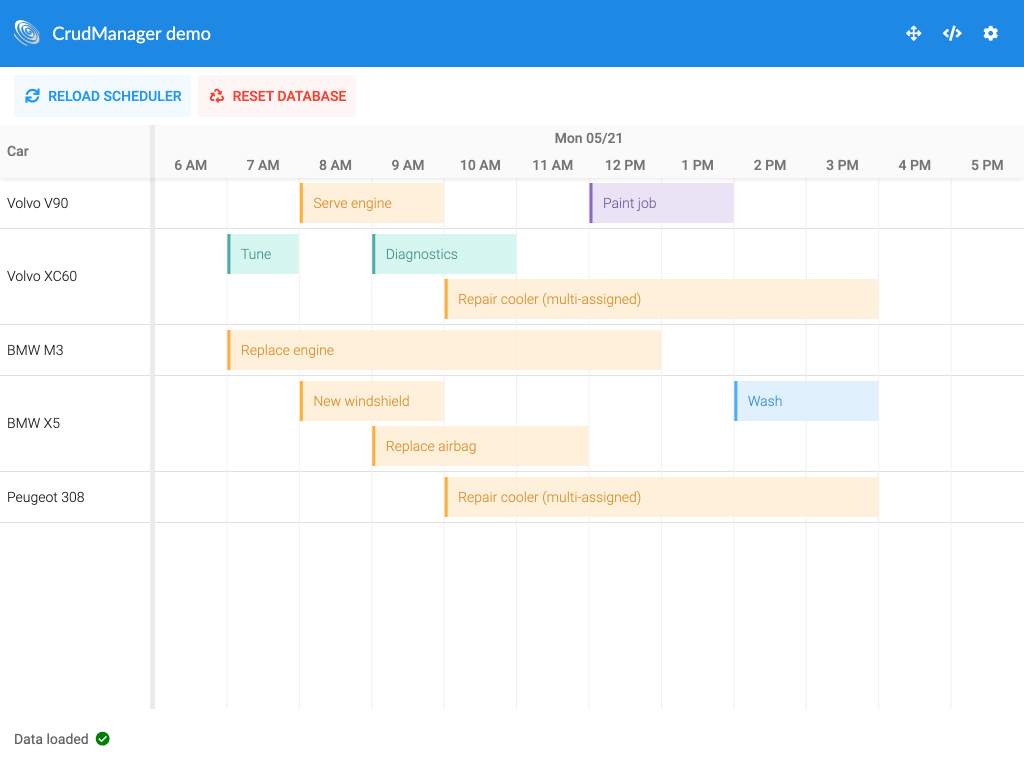 CrudManager demo
RELOAD SCHEDULER
RESET DATABASE
Car
Mon 05/21
6 AM 7 AM 8 AM 9 AM 10 AM 11 AM 12 PM 1 PM 2 PM 3 PM 4 PM 5 PM
Volvo V90
Serve engine
Paint job
Volvo XC60
Tune
Diagnostics
Repair cooler (multi-assigned)
BMW M3
Replace engine
BMW X5
New windshield
Wash
Replace airbag
Peugeot 308
Repair cooler (multi-assigned)
Data loaded